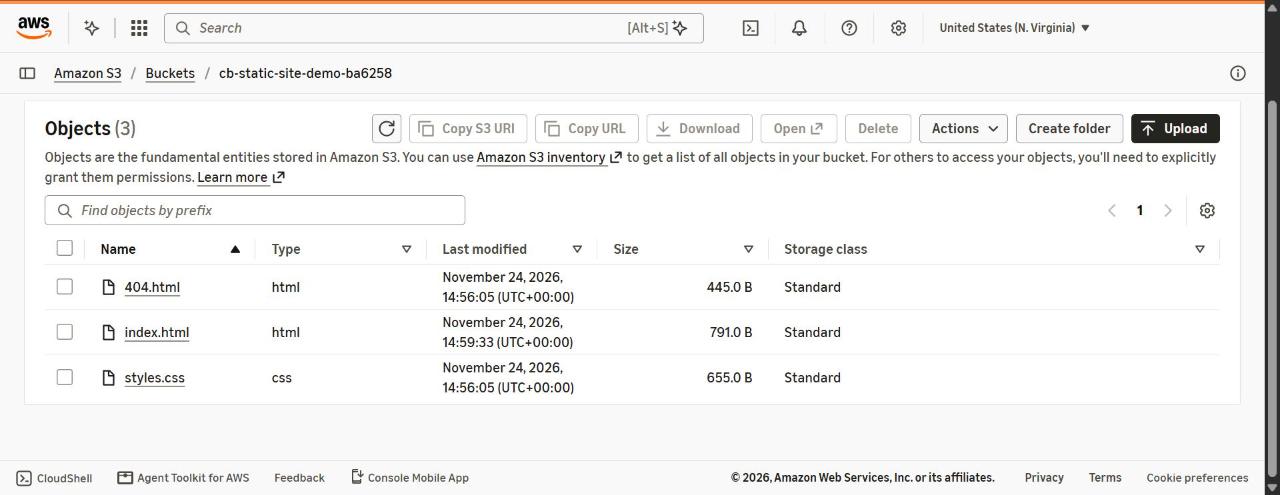 aws
Search [Alt+S]
United States (N. Virginia)
Amazon S3 / Buckets / cb-static-site-demo-ba6258
Objects (3)
Copy S3 URI
Copy URL
Download
Open
Delete
Actions
Create folder
Upload
Objects are the fundamental entities stored in Amazon S3. You can use Amazon S3 inventory to get a list of all objects in your bucket. For others to access your objects, you'll need to explicitly
grant them permissions. Learn more
Find objects by prefix
1
Name Type Last modified Size Storage class
404.html html November 24, 2026, 445.0 B Standard
14:56:05 (UTC+00:00)
index.html html November 24, 2026, 791.0 B Standard
14:59:33 (UTC+00:00)
styles.css css November 24, 2026, 655.0 B Standard
14:56:05 (UTC+00:00)
CloudShell Agent Toolkit for AWS Feedback Console Mobile App © 2026, Amazon Web Services, Inc. or its affiliates. Privacy Terms Cookie preferences